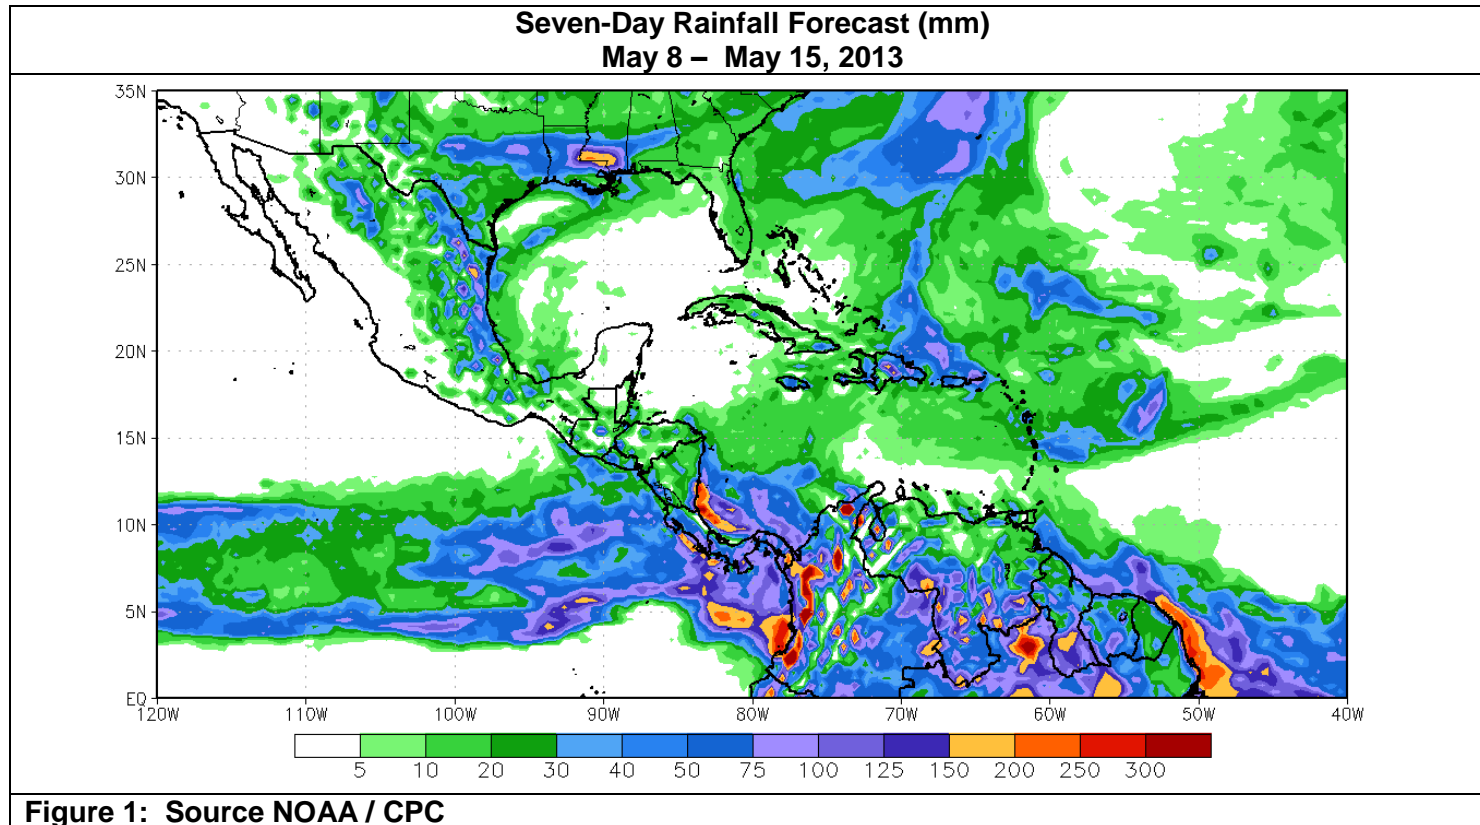 Seven-Day Rainfall Forecast (mm)
May 8 – May 15, 2013
35N
30N
25N
20N
15N
10N
5N
EQ
120W 110W 100W 90W 80W 70W 60W 50W 40W
5 10 20 30 40 50 75 100 125 150 200 250 300
Figure 1: Source NOAA / CPC